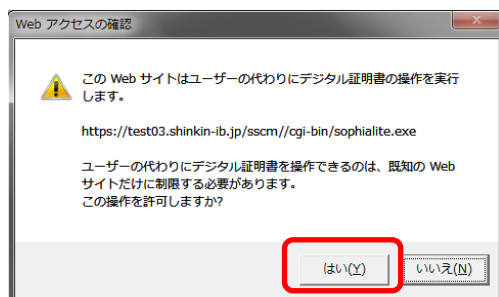 Web アクセスの確認
この Web サイトはユーザーの代わりにデジタル証明書の操作を実行
します。
https://test03.shinkin-ib.jp/sscm//cgi-bin/sophialite.exe
ユーザーの代わりにデジタル証明書を操作できるのは、既知の Web
サイトだけに制限する必要があります。
この操作を許可しますか?
はい(Y) いいえ(N)